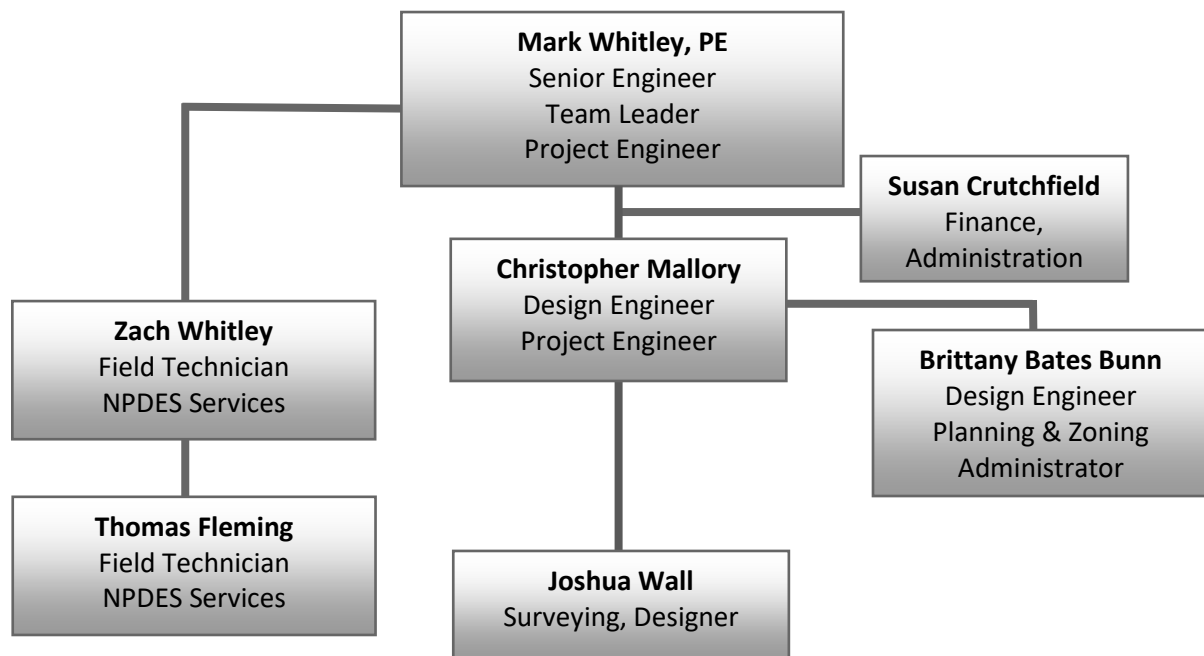 Mark Whitley, PE
Senior Engineer
Team Leader
Project Engineer
Susan Crutchfield
Finance,
Administration
Christopher Mallory
Design Engineer
Project Engineer
Zach Whitley
Field Technician
NPDES Services
Brittany Bates Bunn
Design Engineer
Planning & Zoning
Administrator
Thomas Fleming
Field Technician
NPDES Services
Joshua Wall
Surveying, Designer